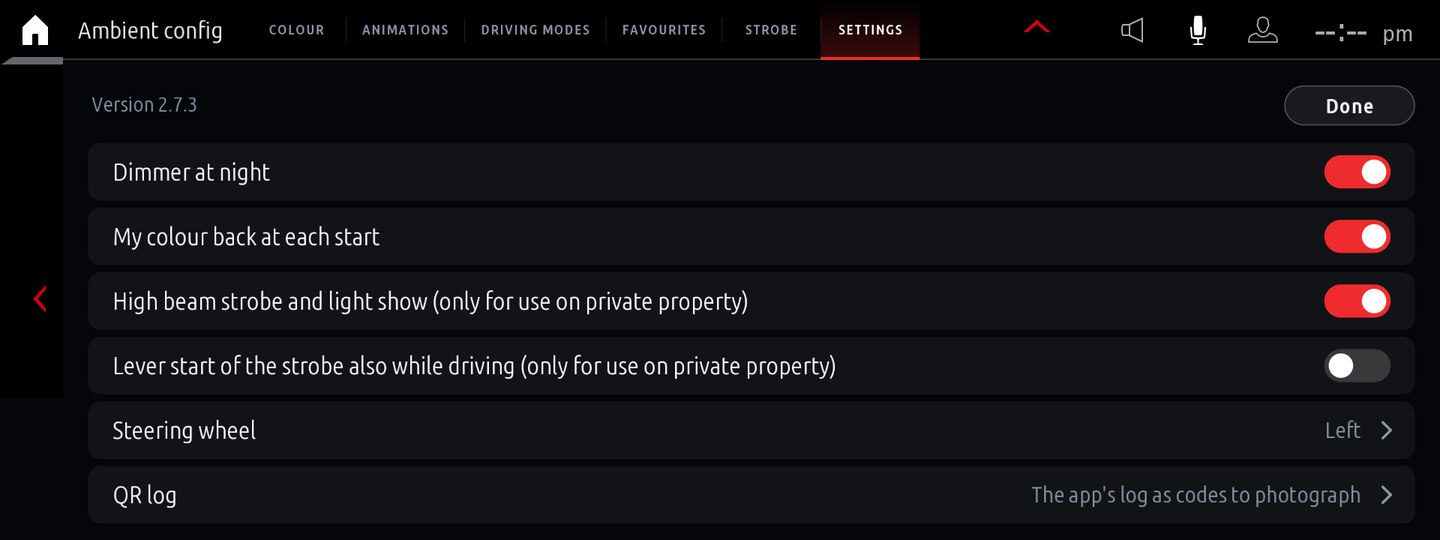 Ambient config
COLOUR
ANIMATIONS
DRIVING MODES
FAVOURITES
STROBE
SETTINGS
--:-- pm
Version 2.7.3
Done
Dimmer at night
My colour back at each start
High beam strobe and light show (only for use on private property)
Lever start of the strobe also while driving (only for use on private property)
Steering wheel
Left
QR log
The app's log as codes to photograph